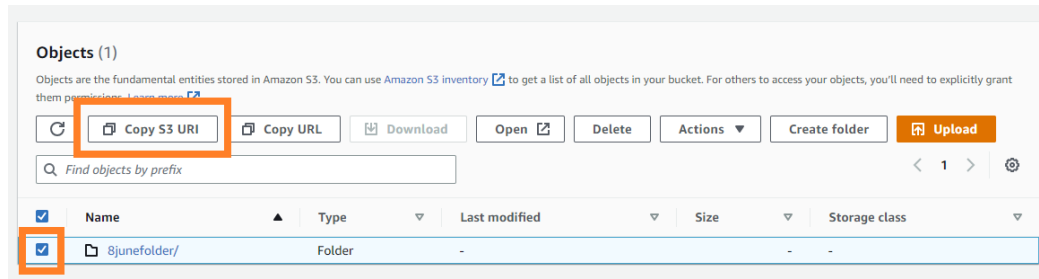 Objects (1)
Objects are the fundamental entities stored in Amazon S3. You can use Amazon S3 inventory to get a list of all objects in your bucket. For others to access your objects, you'll need to explicitly grant
them permissions. Learn more
Copy S3 URI Copy URL Download Open Delete Actions Create folder Upload
Find objects by prefix 1
Name Type Last modified Size Storage class
8junefolder/ Folder - - -